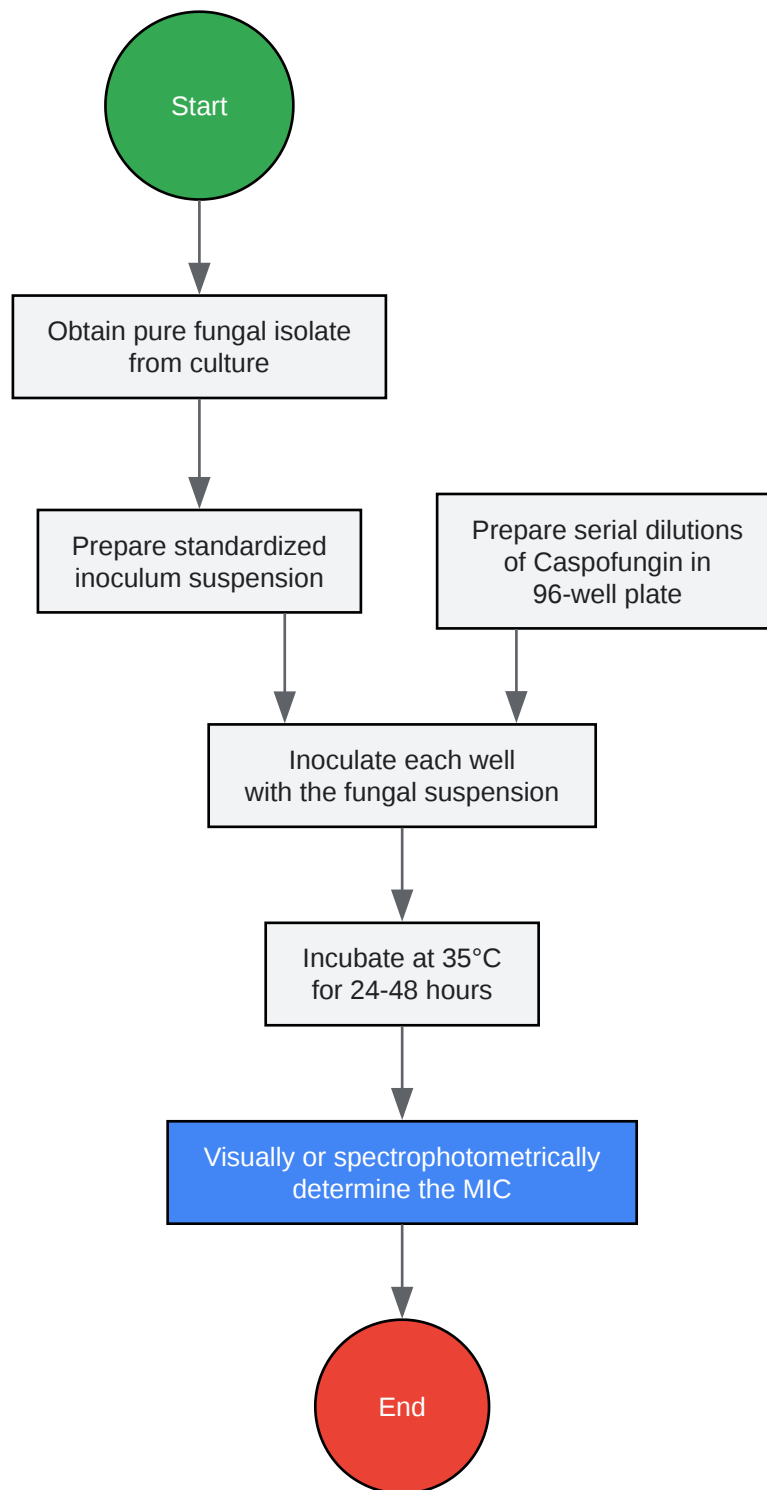 Start
Obtain pure fungal isolate
from culture
Prepare standardized
inoculum suspension
Prepare serial dilutions
of Caspofungin in
96-well plate
Inoculate each well
with the fungal suspension
Incubate at 35°C
for 24-48 hours
Visually or spectrophotometrically
determine the MIC
End